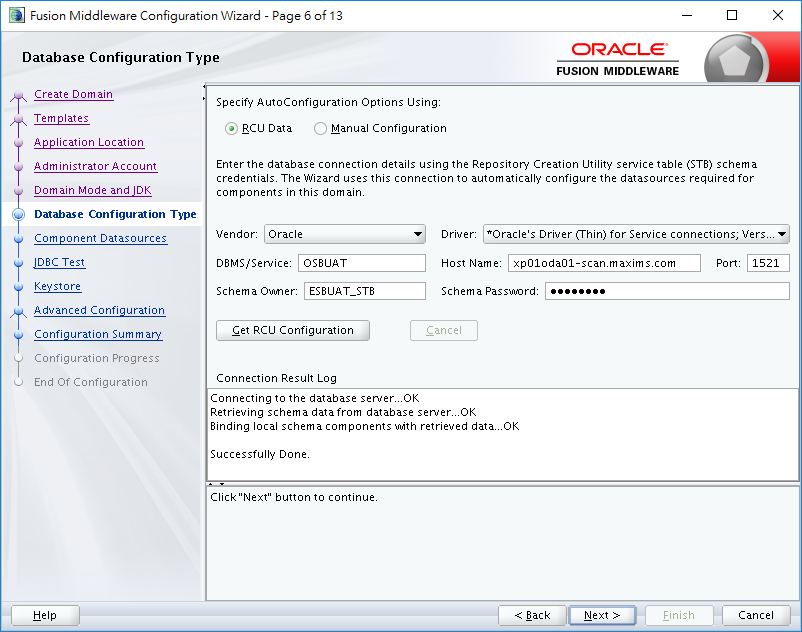 Fusion Middleware Configuration Wizard - Page 6 of 13
Database Configuration Type
ORACLE
FUSION MIDDLEWARE
Create Domain
Templates
Application Location
Administrator Account
Domain Mode and JDK
Database Configuration Type
Component Datasources
JDBC Test
Keystore
Advanced Configuration
Configuration Summary
Configuration Progress
End Of Configuration
Specify AutoConfiguration Options Using:
RCU Data Manual Configuration
Enter the database connection details using the Repository Creation Utility service table (STB) schema
credentials. The Wizard uses this connection to automatically configure the datasources required for
components in this domain.
Vendor: Oracle Driver: *Oracle's Driver (Thin) for Service connections; Vers...
DBMS/Service: OSBUAT Host Name: xp01oda01-scan.maxims.com Port: 1521
Schema Owner: ESBUAT_STB Schema Password: ●●●●●●●●
Get RCU Configuration Cancel
Connection Result Log
Connecting to the database server...OK
Retrieving schema data from database server...OK
Binding local schema components with retrieved data...OK
Successfully Done.
Click "Next" button to continue.
Help < Back Next > Finish Cancel